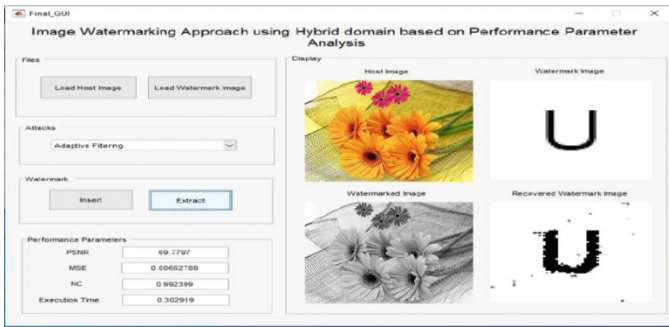 Final_GUI
Image Watermarking Approach using Hybrid domain based on Performance Parameter
Analysis
Files
Load Host Image
Load Watermark Image
Attacks
Adaptive Filtering
Watermark
Insert
Extract
Performance Parameters
PSNR
69.7797
MSE
0.00682789
NC
0.992399
Execution Time
0.302919
Display
Host Image
Watermark Image
U
Watermarked Image
Recovered Watermark Image
U